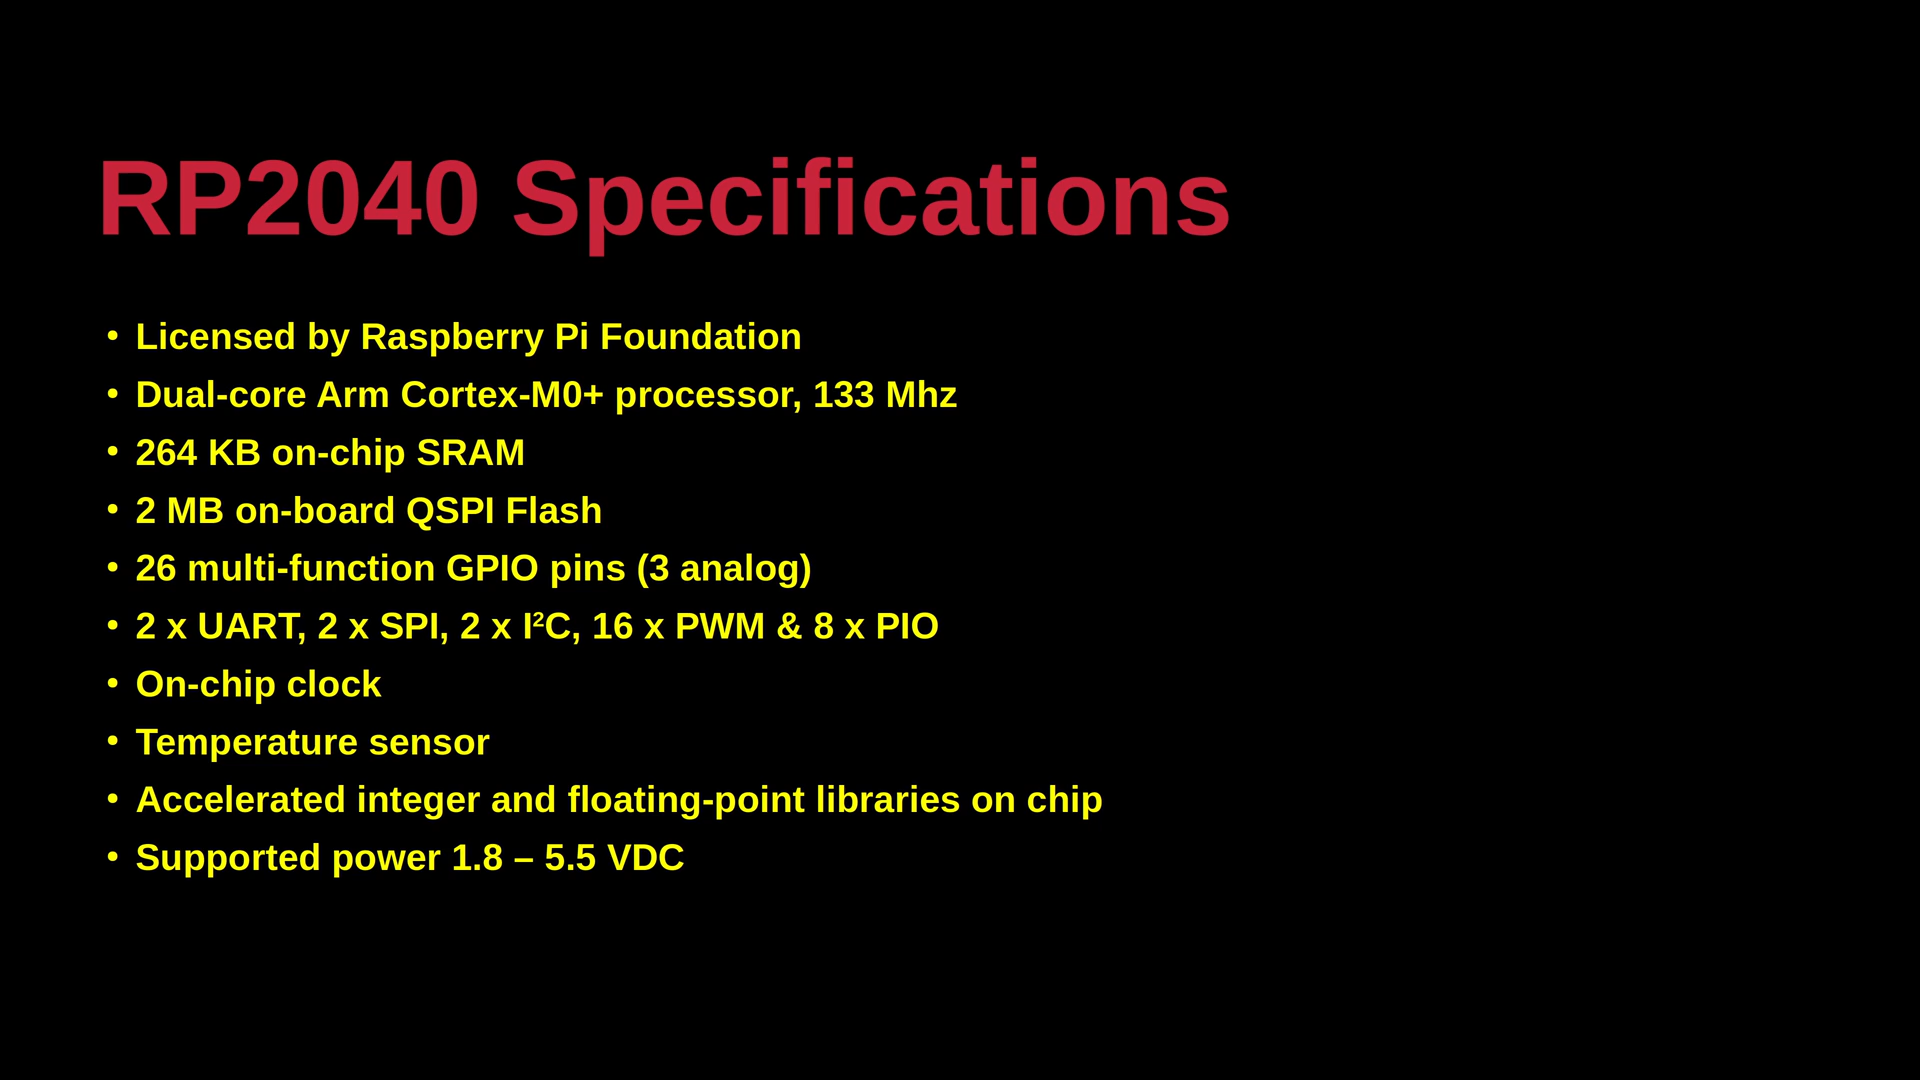 RP2040 Specifications
• Licensed by Raspberry Pi Foundation
• Dual-core Arm Cortex-M0+ processor, 133 Mhz
• 264 KB on-chip SRAM
• 2 MB on-board QSPI Flash
• 26 multi-function GPIO pins (3 analog)
• 2 x UART, 2 x SPI, 2 x I²C, 16 x PWM & 8 x PIO
• On-chip clock
• Temperature sensor
• Accelerated integer and floating-point libraries on chip
• Supported power 1.8 – 5.5 VDC